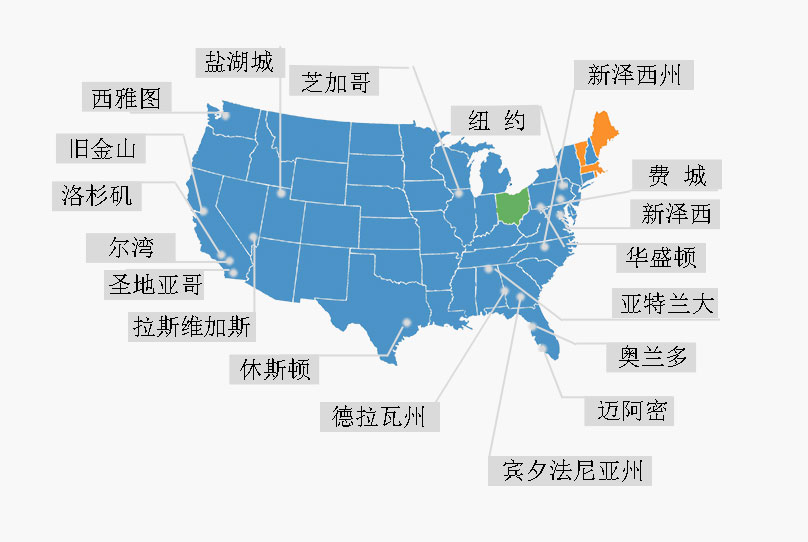 盐湖城
芝加哥
新泽西州
西雅图
纽 约
旧金山
费 城
洛杉矶
新泽西
尔湾
华盛顿
圣地亚哥
亚特兰大
拉斯维加斯
奥兰多
休斯顿
德拉瓦州
迈阿密
宾夕法尼亚州